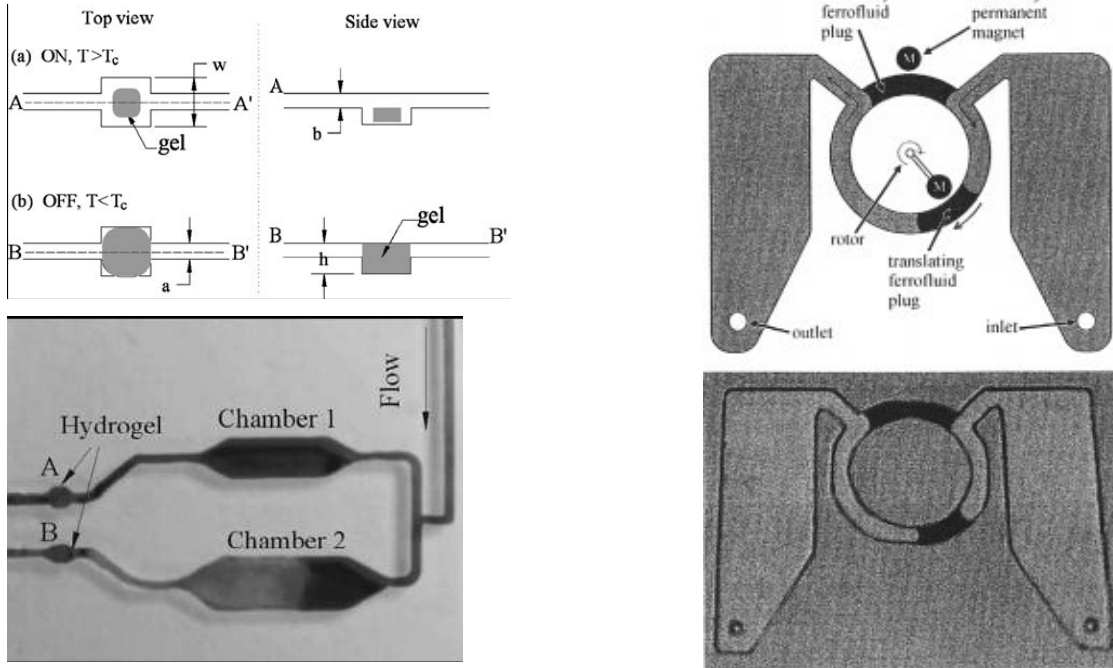 Top view
Side view
(a) ON, T>Tc
w
A
A'
gel
A
b
(b) OFF, T<Tc
B
B'
a
gel
B
B'
h
Hydrogel
A
B
Chamber 1
Chamber 2
Flow
ferrofluid
plug
permanent
magnet
M
M
rotor
translating
ferrofluid
plug
outlet
inlet